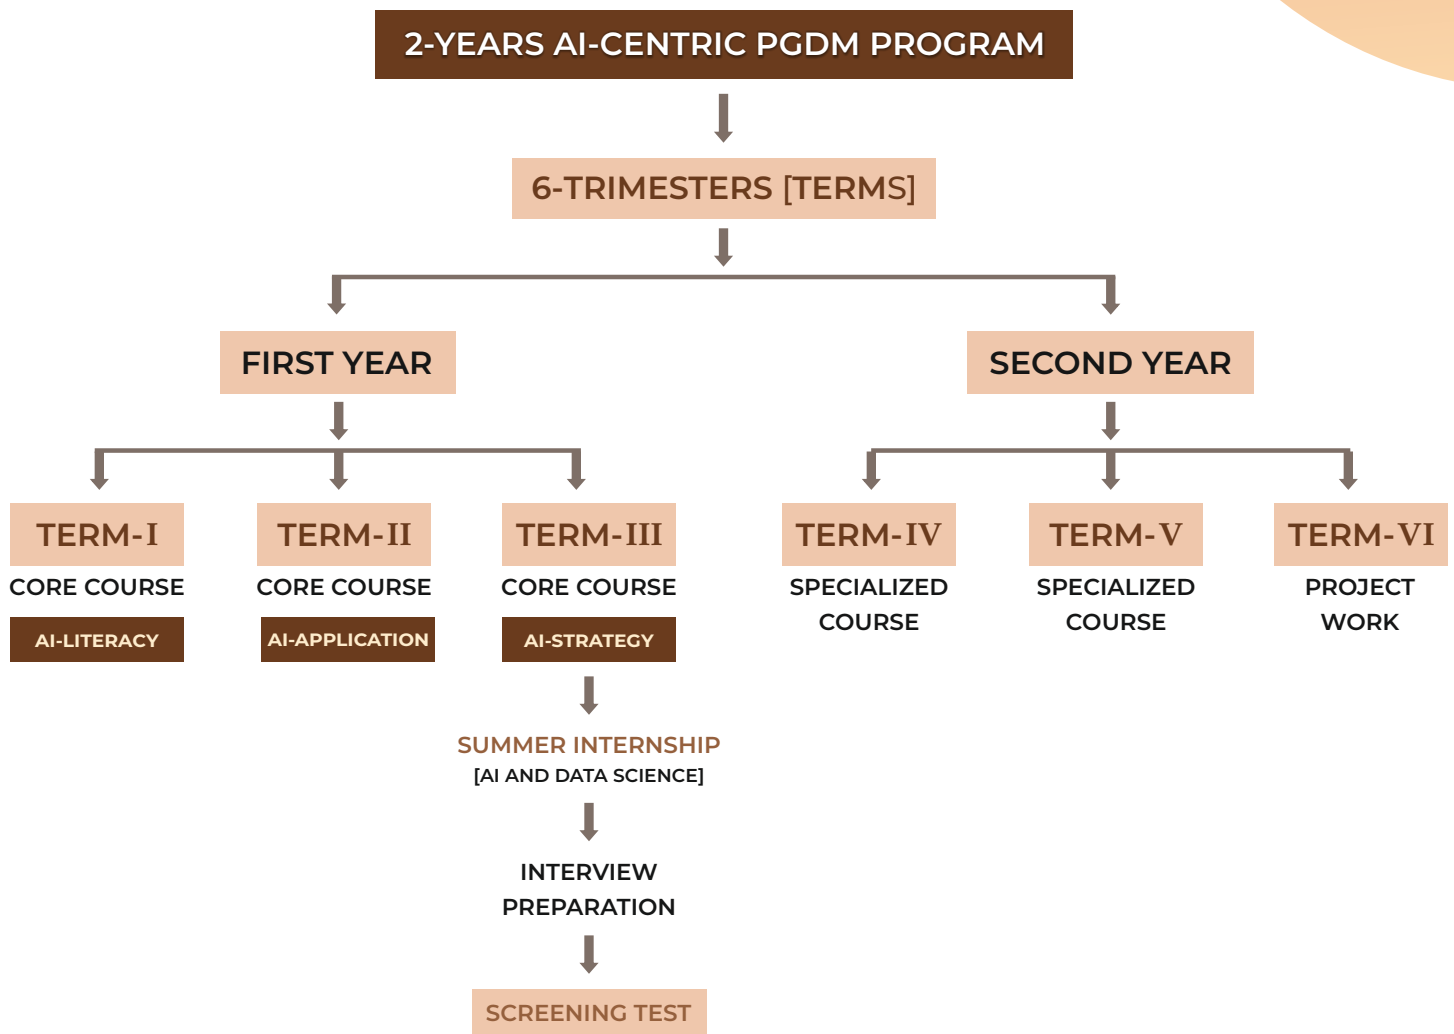 2-YEARS AI-CENTRIC PGDM PROGRAM
6-TRIMESTERS [TERMS]
FIRST YEAR
SECOND YEAR
TERM-I
TERM-II
TERM-III
TERM-IV
TERM-V
TERM-VI
CORE COURSE
CORE COURSE
CORE COURSE
SPECIALIZED
COURSE
SPECIALIZED
COURSE
PROJECT
WORK
AI-LITERACY
AI-APPLICATION
AI-STRATEGY
SUMMER INTERNSHIP
[AI AND DATA SCIENCE]
INTERVIEW
PREPARATION
SCREENING TEST